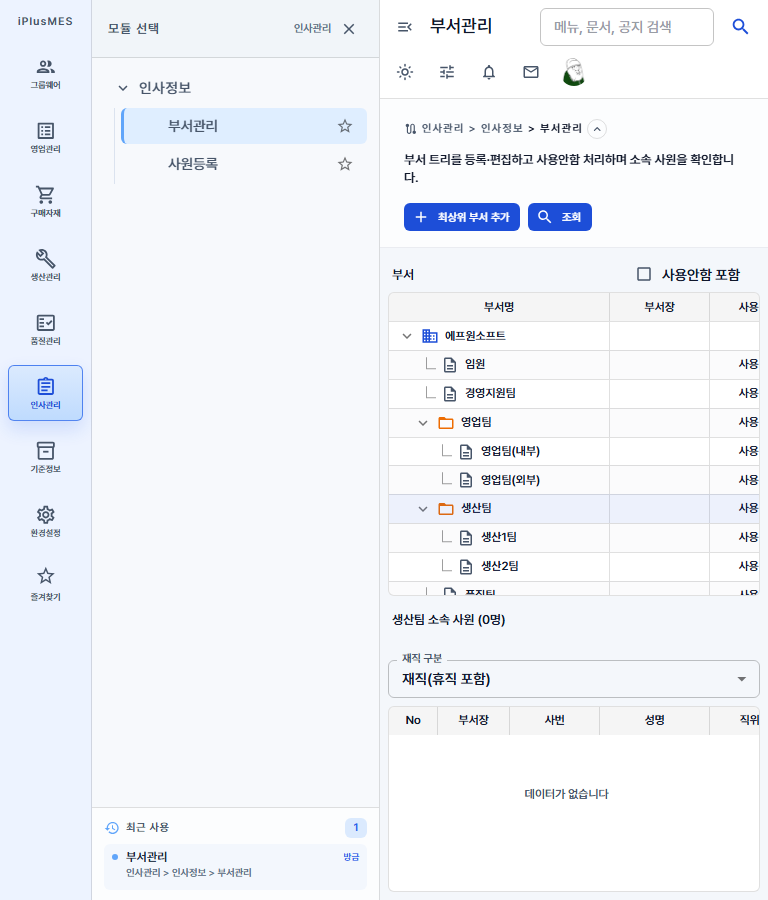 iPlusMES
그룹웨어
영업관리
구매자재
생산관리
품질관리
인사관리
기준정보
환경설정
즐겨찾기
모듈 선택
인사관리
인사정보
부서관리
사원등록
최근 사용
1
부서관리
방금
인사관리 > 인사정보 > 부서관리
부서관리
메뉴, 문서, 공지 검색
인사관리 > 인사정보 > 부서관리
부서 트리를 등록·편집하고 사용안함 처리하며 소속 사원을 확인합니
다.
최상위 부서 추가
조회
부서
사용안함 포함
부서명 부서장 사용
에프원소프트
임원 사용
경영지원팀 사용
영업팀 사용
영업팀(내부) 사용
영업팀(외부) 사용
생산팀 사용
생산1팀 사용
생산2팀 사용
품질팀 사용
생산팀 소속 사원 (0명)
재직 구분
재직(휴직 포함)
No 부서장 사번 성명 직위
데이터가 없습니다